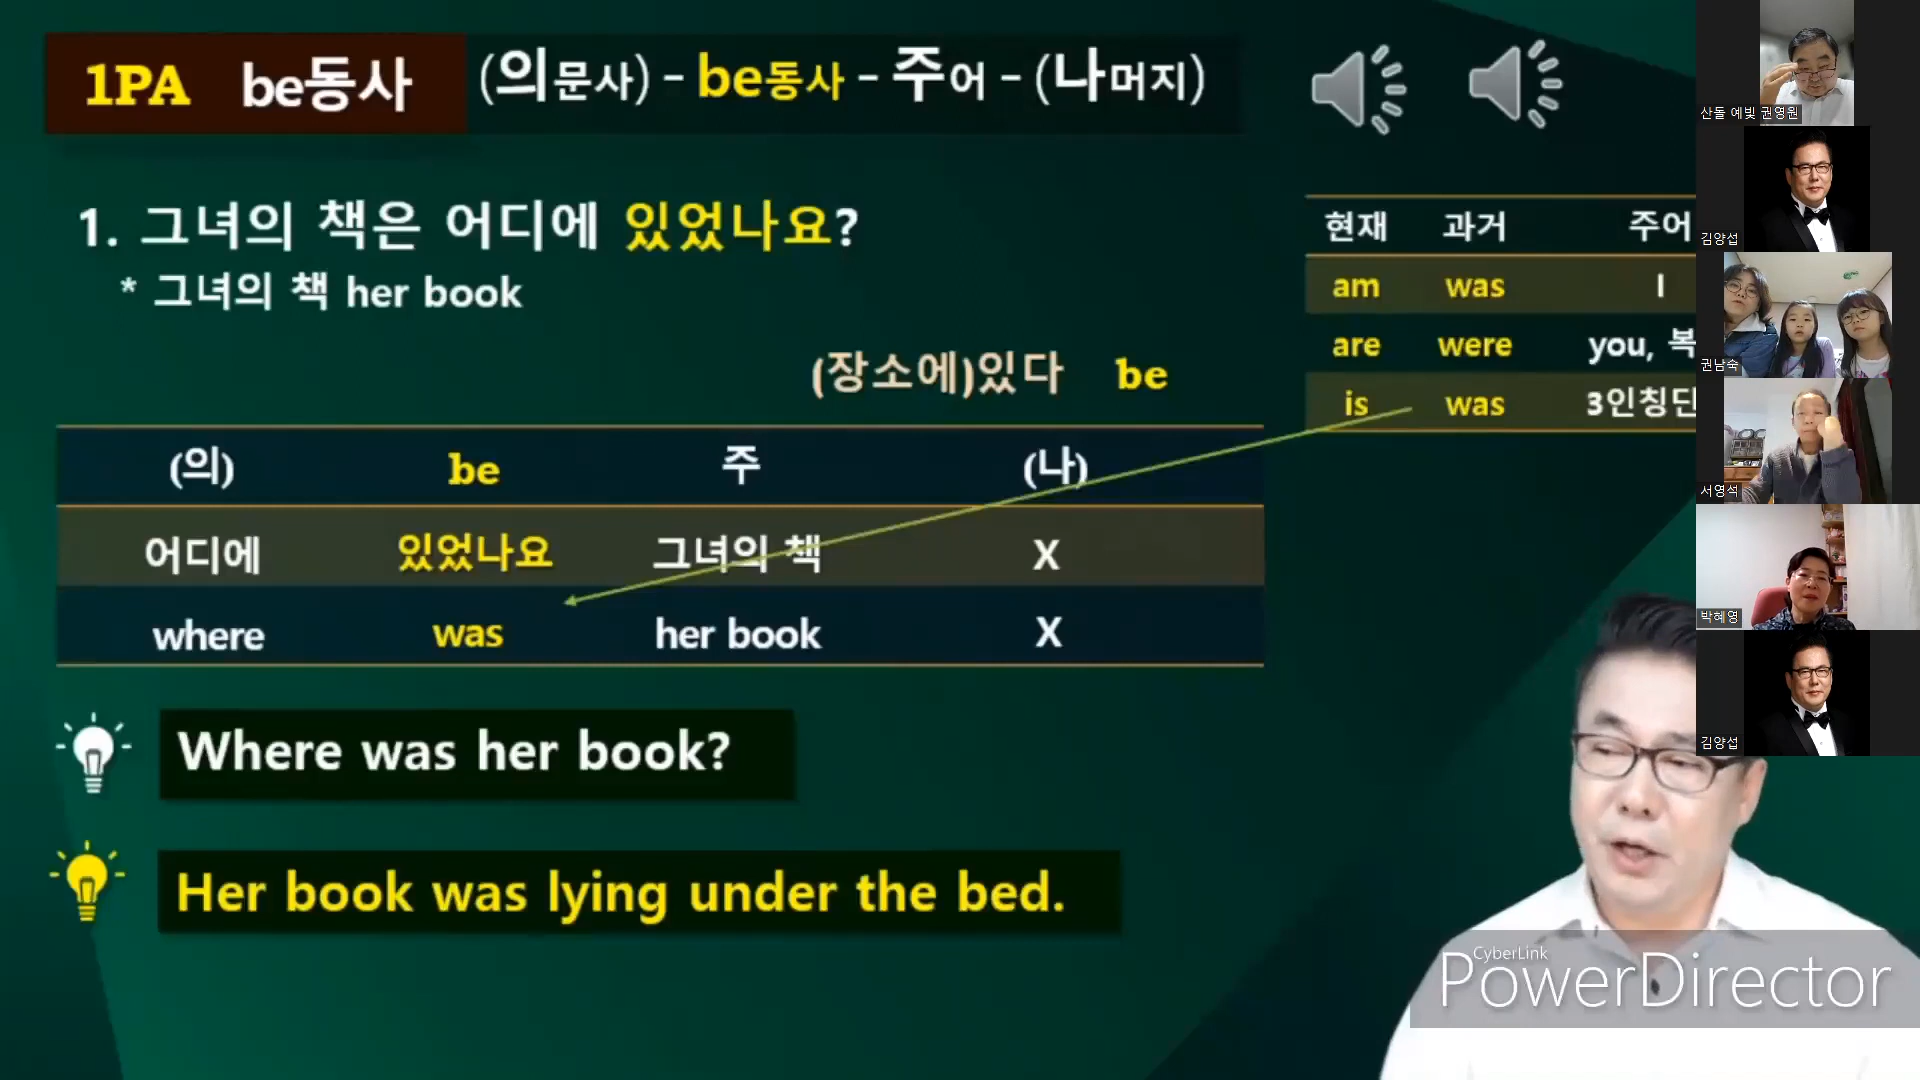 1PA be동사 (의문사) - be동사 - 주어 - (나머지)
1. 그녀의 책은 어디에 있었나요?
* 그녀의 책 her book
(장소에)있다 be
현재 과거 주어
am was I
are were you, 복
is was 3인칭단
(의) be 주 (나)
어디에 있었나요 그녀의 책 X
where was her book X
Where was her book?
Her book was lying under the bed.
산돌 예빛 권영원
김양섭
권남숙
서영석
박혜영
김양섭
CyberLink
PowerDirector